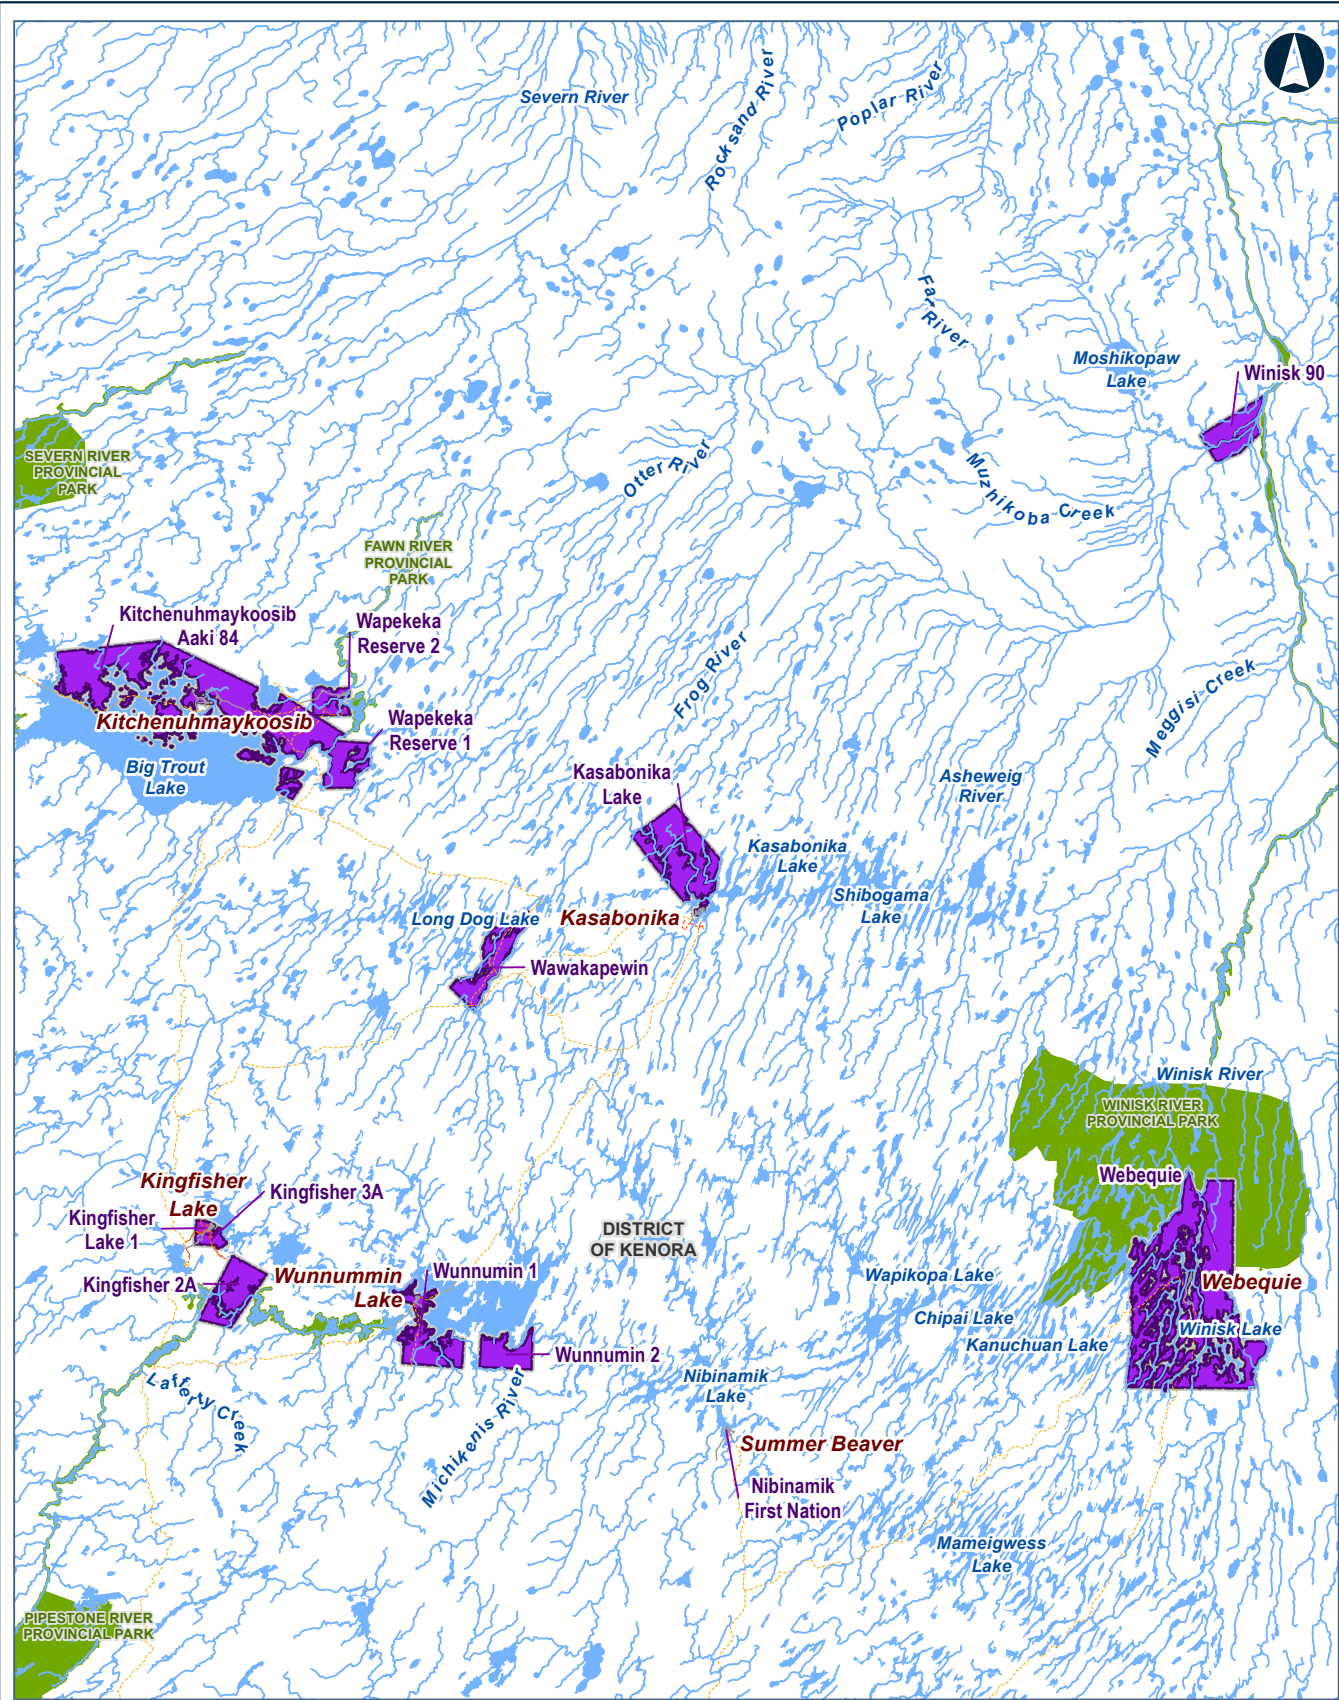 Severn River
Rocksand River
Poplar River
Far River
Moshikopaw
Lake
Winisk 90
SEVERN RIVER
PROVINCIAL
PARK
Otter River
Muzhikoba Creek
FAWN RIVER
PROVINCIAL
PARK
Kitchenuhmaykoosib
Aaki 84
Wapekeka
Reserve 2
Frog River
Meggisi Creek
Kitchenuhmaykoosib
Wapekeka
Reserve 1
Big Trout
Lake
Kasabonika
Lake
Asheweig
River
Kasabonika
Lake
Shibogama
Lake
Long Dog Lake
Kasabonika
Wawakapewin
Winisk River
WINISK RIVER
PROVINCIAL PARK
Webequie
Kingfisher
Lake
Kingfisher 3A
Kingfisher
Lake 1
DISTRICT
OF KENORA
Kingfisher 2A
Wunnummin
Lake
Wunnumin 1
Wapikopa Lake
Webequie
Chipai Lake
Winisk Lake
Kanuchuan Lake
Wunnumin 2
Nibinamik
Lake
Lafferty Creek
Michikenis River
Summer Beaver
Nibinamik
First Nation
Mameigwess
Lake
PIPESTONE RIVER
PROVINCIAL PARK